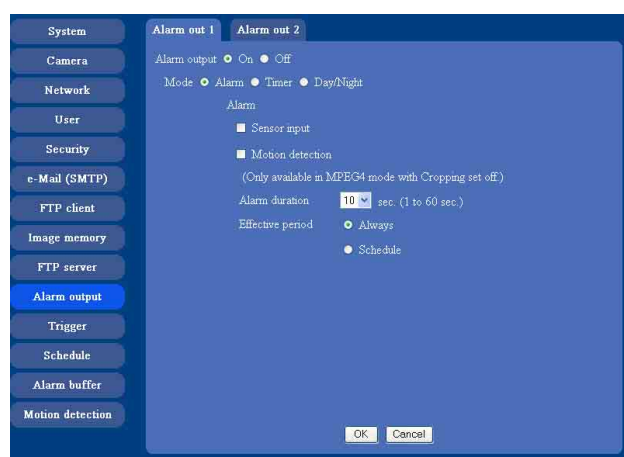 System
Camera
Network
User
Security
e-Mail (SMTP)
FTP client
Image memory
FTP server
Alarm output
Trigger
Schedule
Alarm buffer
Motion detection
Alarm out 1 Alarm out 2
Alarm output On Off
Mode Alarm Timer Day/Night
Alarm
Sensor input
Motion detection
(Only available in MPEG4 mode with Cropping set off.)
Alarm duration 10 sec. (1 to 60 sec.)
Effective period Always
Schedule
OK Cancel